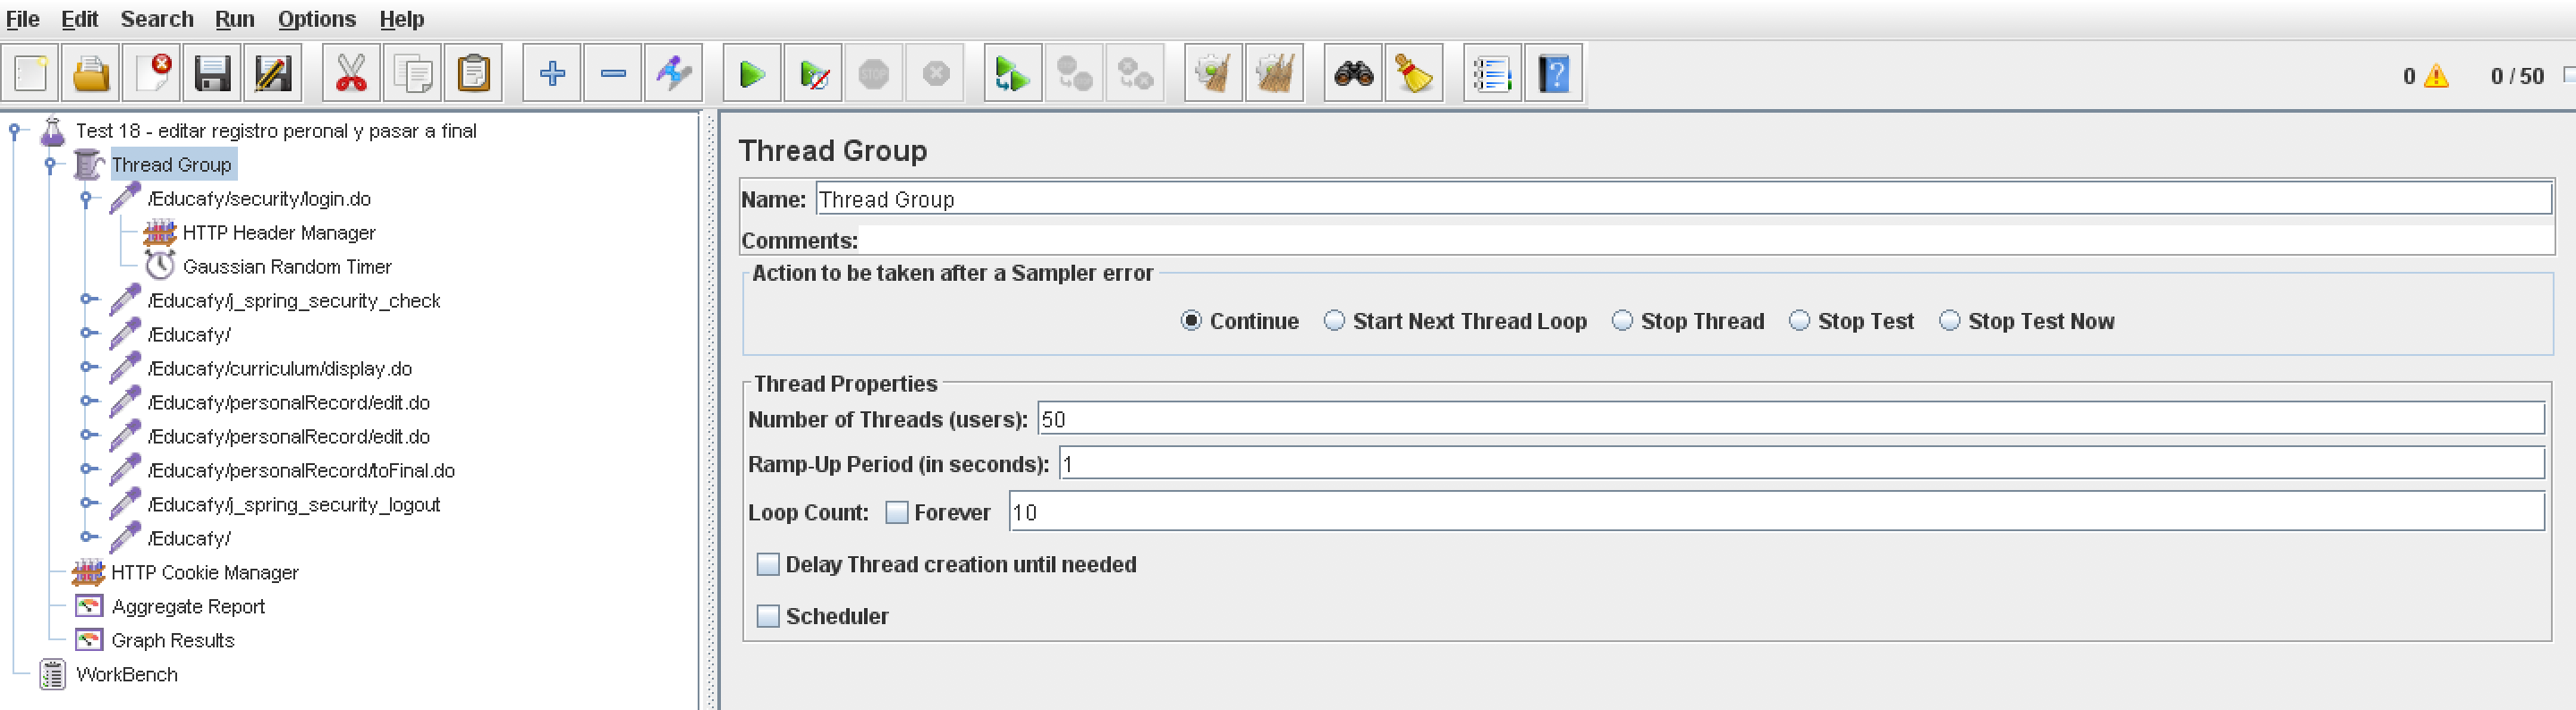 File Edit Search Run Options Help
STOP
0 0 / 50
Test 18 - editar registro peronal y pasar a final
Thread Group
/Educafy/security/login.do
HTTP Header Manager
Gaussian Random Timer
/Educafy/j_spring_security_check
/Educafy/
/Educafy/curriculum/display.do
/Educafy/personalRecord/edit.do
/Educafy/personalRecord/edit.do
/Educafy/personalRecord/toFinal.do
/Educafy/j_spring_security_logout
/Educafy/
HTTP Cookie Manager
Aggregate Report
Graph Results
WorkBench
Thread Group
Name: Thread Group
Comments:
Action to be taken after a Sampler error
Continue Start Next Thread Loop Stop Thread Stop Test Stop Test Now
Thread Properties
Number of Threads (users): 50
Ramp-Up Period (in seconds): 1
Loop Count: Forever 10
Delay Thread creation until needed
Scheduler